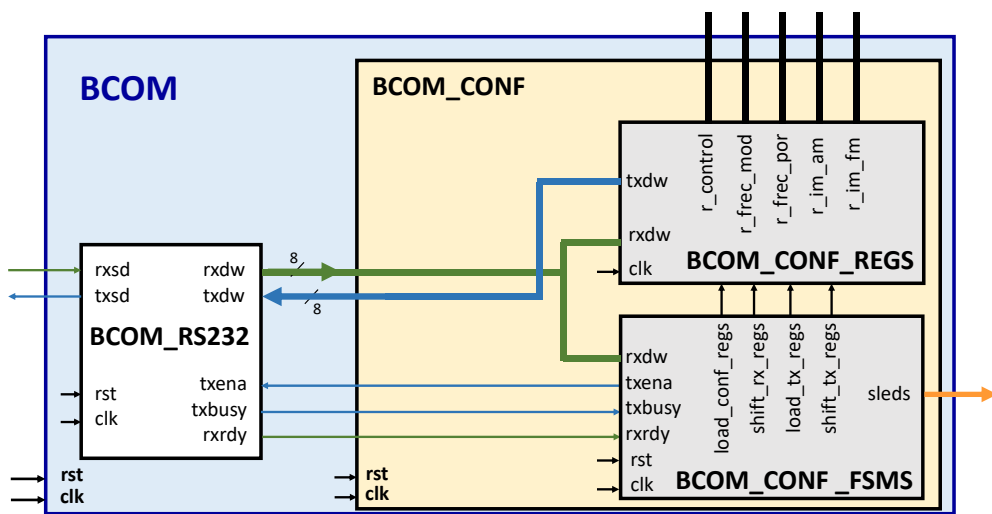 BCOM
BCOM_CONF
r_control
r_frec_mod
r_frec_por
r_im_am
r_im_fm
txdw
rxdw
clk
BCOM_CONF_REGS
rxsd
rxdw
8
txsd
txdw
8
BCOM_RS232
rst
clk
txena
txbusy
rxrdy
load_conf_regs
shift_rx_regs
load_tx_regs
shift_tx_regs
rxdw
txena
txbusy
rxrdy
rst
clk
sleds
BCOM_CONF _FSMS
rst
clk
rst
clk